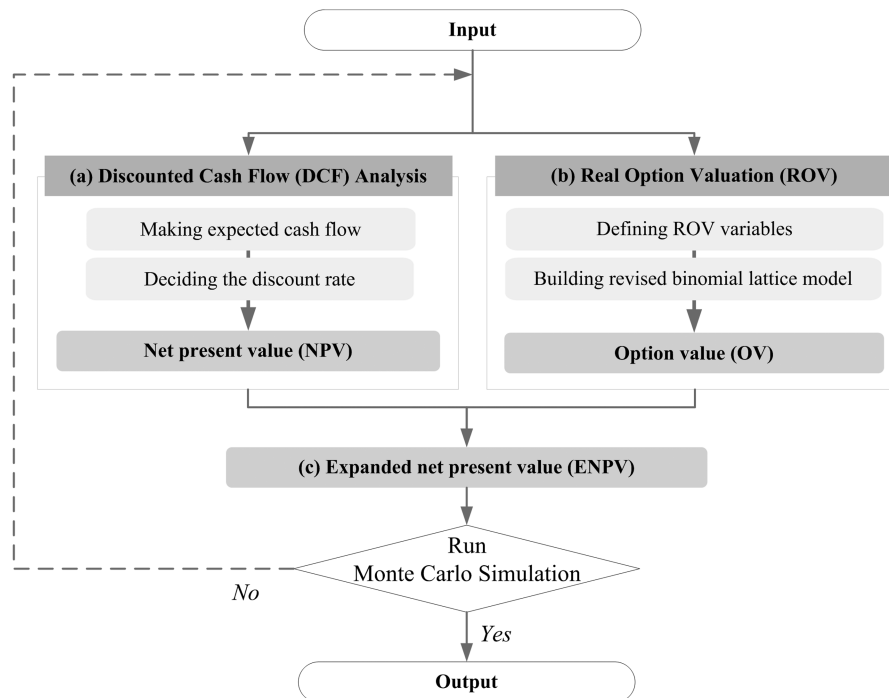 Input
(a) Discounted Cash Flow (DCF) Analysis
Making expected cash flow
Deciding the discount rate
Net present value (NPV)
(b) Real Option Valuation (ROV)
Defining ROV variables
Building revised binomial lattice model
Option value (OV)
(c) Expanded net present value (ENPV)
Run
Monte Carlo Simulation
No
Yes
Output